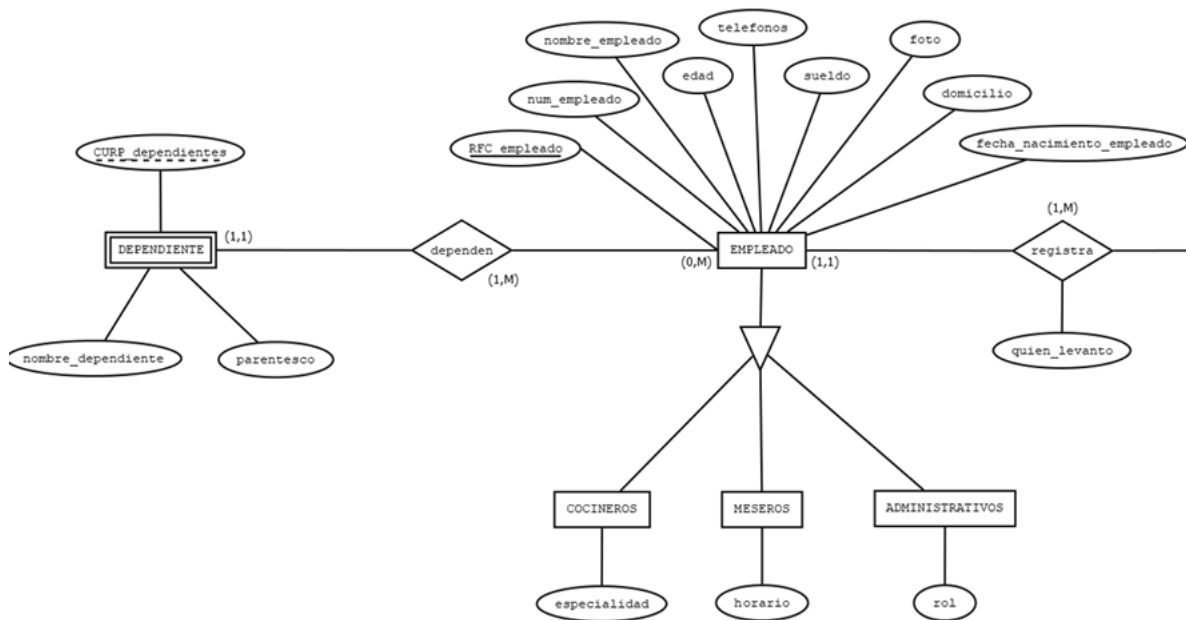 telefonos
nombre_empleado
foto
edad
sueldo
num_empleado
domicilio
RFC_empleado
fecha_nacimiento_empleado
CURP_dependientes
(1,M)
(1,1)
DEPENDIENTE
dependen
EMPLEADO
registra
(0,M)
(1,1)
(1,M)
nombre_dependiente
parentesco
quien_levanto
COCINEROS
MESEROS
ADMINISTRATIVOS
especialidad
horario
rol